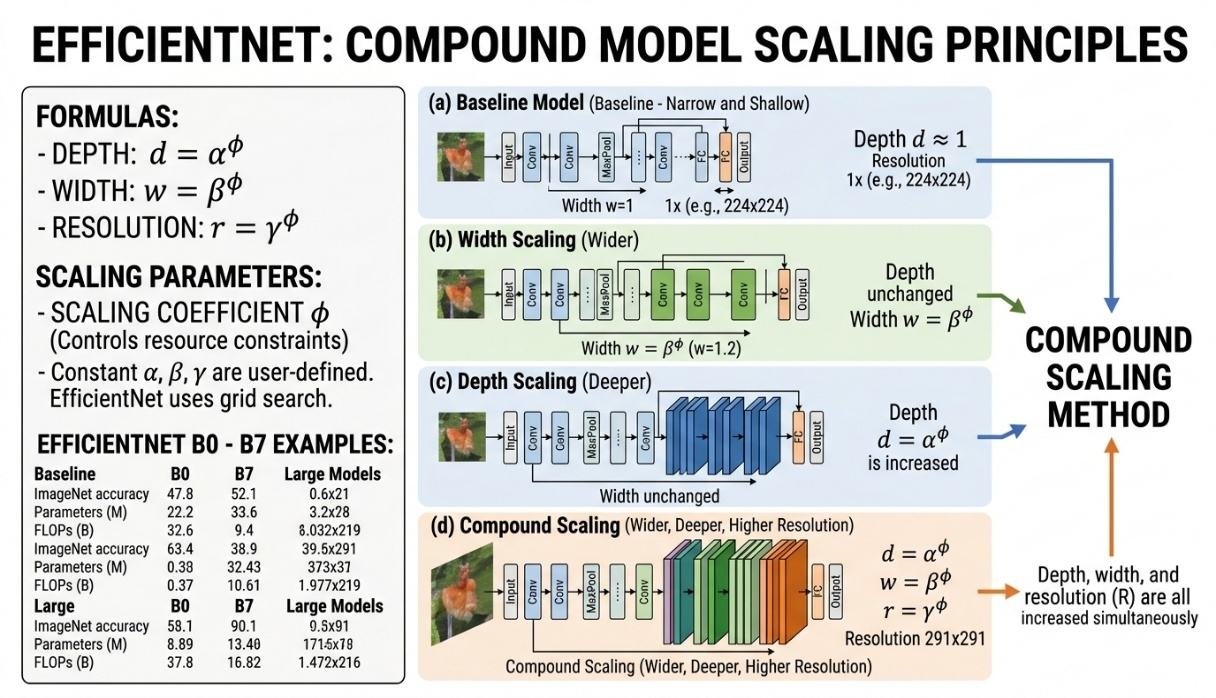 EFFICIENTNET: COMPOUND MODEL SCALING PRINCIPLES
FORMULAS:
- DEPTH: d = α^ϕ
- WIDTH: w = β^ϕ
- RESOLUTION: r = γ^ϕ
SCALING PARAMETERS:
- SCALING COEFFICIENT ϕ
(Controls resource constraints)
- Constant α, β, γ are user-defined.
EfficientNet uses grid search.
EFFICIENTNET B0 - B7 EXAMPLES:
Baseline B0 B7 Large Models
ImageNet accuracy 47.8 52.1 0.6x21
Parameters (M) 22.2 33.6 3.2x28
FLOPs (B) 32.6 9.4 8.032x219
ImageNet accuracy 63.4 38.9 39.5x291
Parameters (M) 0.38 32.43 373x37
FLOPs (B) 0.37 10.61 1.977x219
Large B0 B7 Large Models
ImageNet accuracy 58.1 90.1 9.5x91
Parameters (M) 8.89 13.40
FLOPs (B) 37.8 16.82 1.472x216
(a) Baseline Model (Baseline - Narrow and Shallow)
Input Conv Conv MaxPool ..... Conv ..... FC FC Output
Width w=1 1x (e.g., 224x224)
Depth d ≈ 1
Resolution
1x (e.g., 224x224)
(b) Width Scaling (Wider)
Input Conv Conv ..... MaxPool ..... Conv Conv Conv FC Output
Width w = β^ϕ (w=1.2)
Depth
unchanged
Width w = β^ϕ
(c) Depth Scaling (Deeper)
Input Conv Conv MaxPool ..... Conv FC Output
Width unchanged
Depth
d = α^ϕ
is increased
(d) Compound Scaling (Wider, Deeper, Higher Resolution)
Input Conv Conv MaxPool ..... Conv FC Output
Compound Scaling (Wider, Deeper, Higher Resolution)
d = α^ϕ
w = β^ϕ
r = γ^ϕ
Resolution 291x291
COMPOUND
SCALING
METHOD
Depth, width, and
resolution (R) are all
increased simultaneously